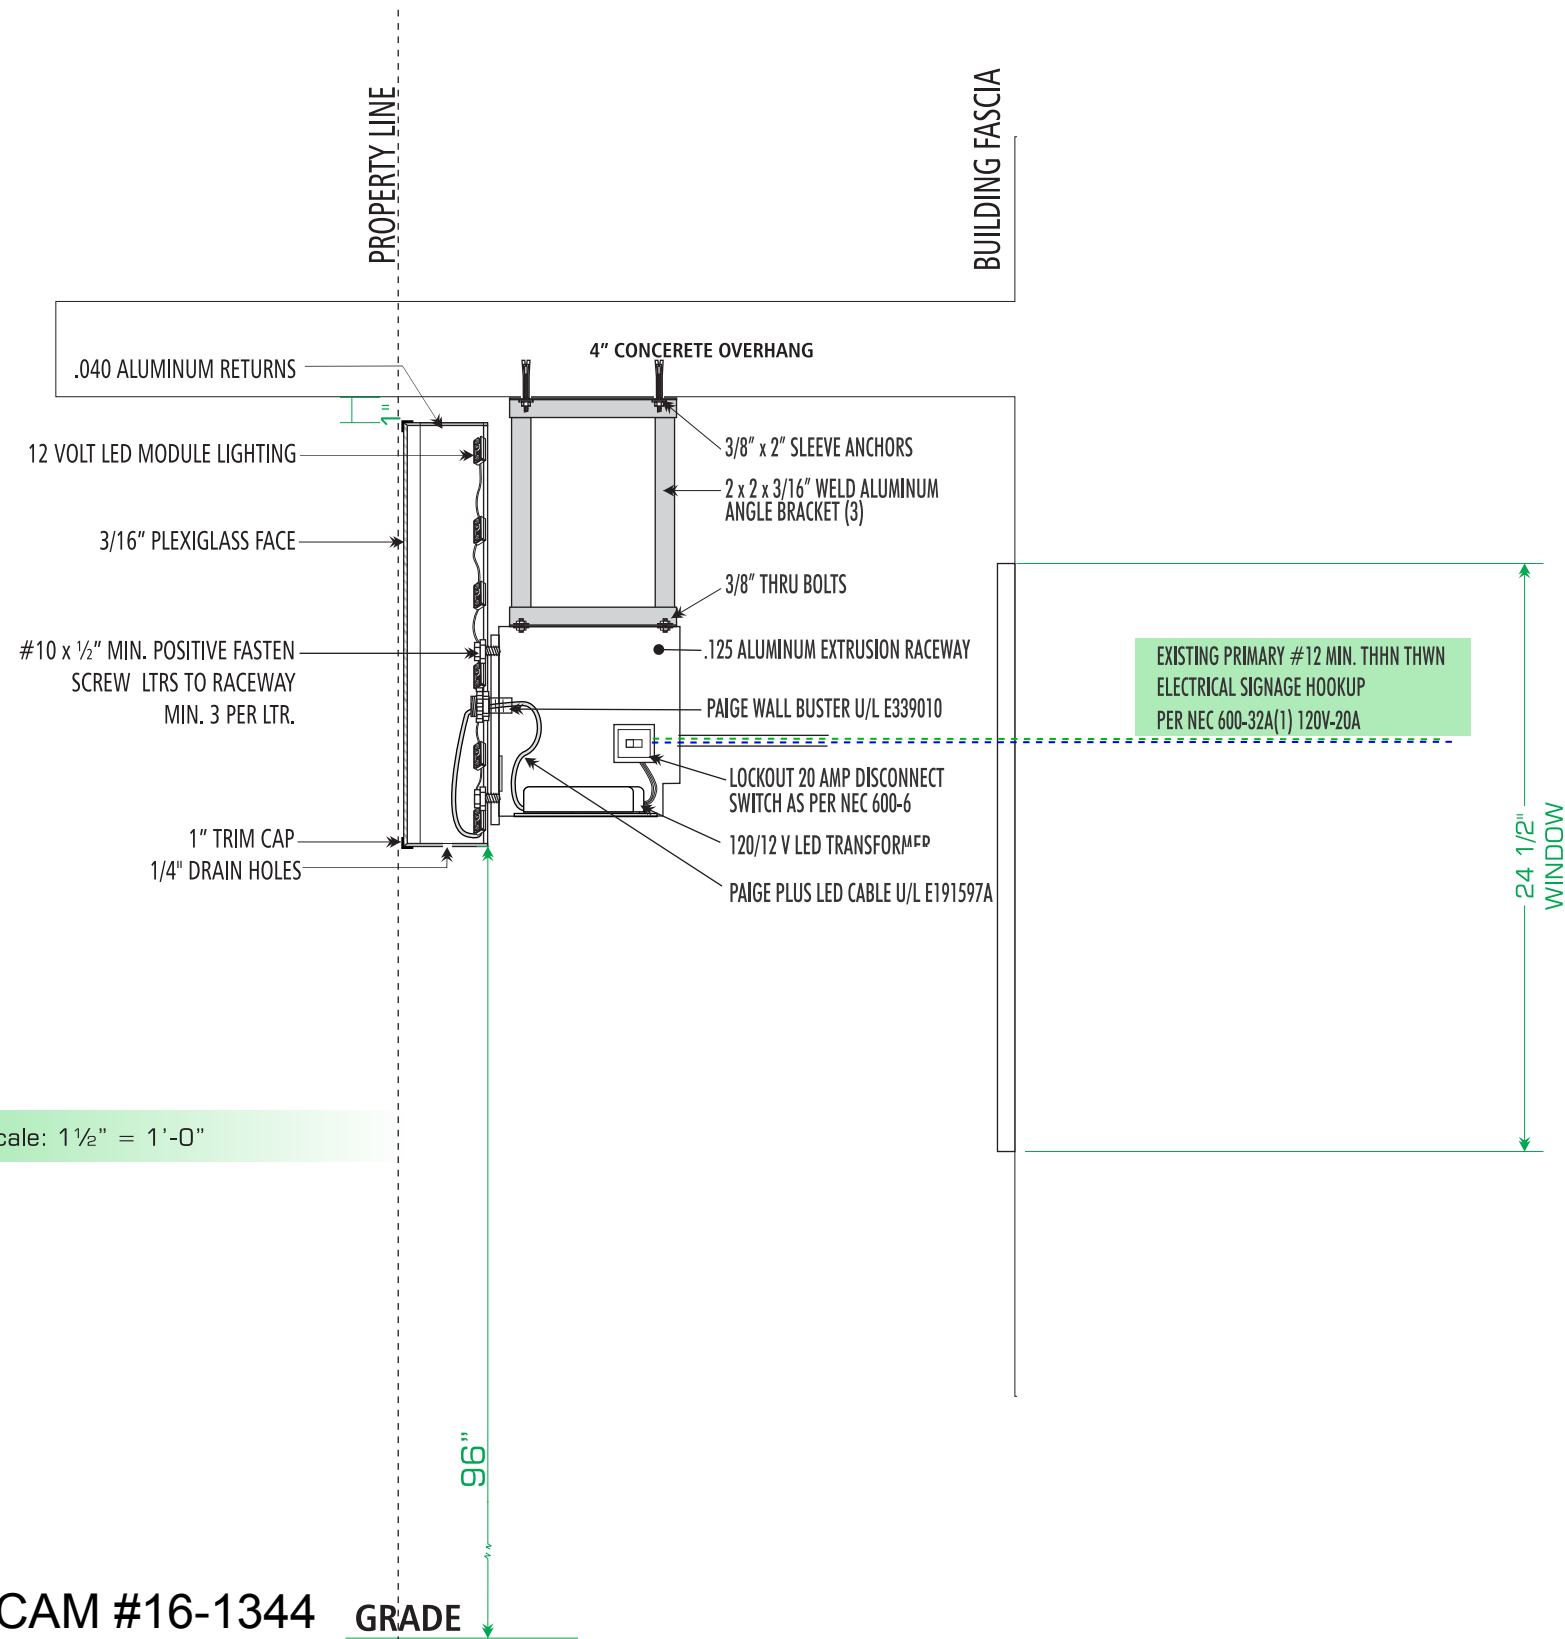 PROPERTY LINE
BUILDING FASCIA
4” CONCERETE OVERHANG
.040 ALUMINUM RETURNS
1"
12 VOLT LED MODULE LIGHTING
3/16” PLEXIGLASS FACE
#10 x ½” MIN. POSITIVE FASTEN
SCREW LTRS TO RACEWAY
MIN. 3 PER LTR.
1” TRIM CAP
1/4" DRAIN HOLES
3/8” x 2” SLEEVE ANCHORS
2 x 2 x 3/16” WELD ALUMINUM
ANGLE BRACKET (3)
3/8” THRU BOLTS
.125 ALUMINUM EXTRUSION RACEWAY
PAIGE WALL BUSTER U/L E339010
LOCKOUT 20 AMP DISCONNECT
SWITCH AS PER NEC 600-6
120/12 V LED TRANSFORMER
PAIGE PLUS LED CABLE U/L E191597A
EXISTING PRIMARY #12 MIN. THHN THWN
ELECTRICAL SIGNAGE HOOKUP
PER NEC 600-32A(1) 120V-20A
24 1/2"
WINDOW
cale: 1½” = 1’-0”
96”
CAM #16-1344
GRADE